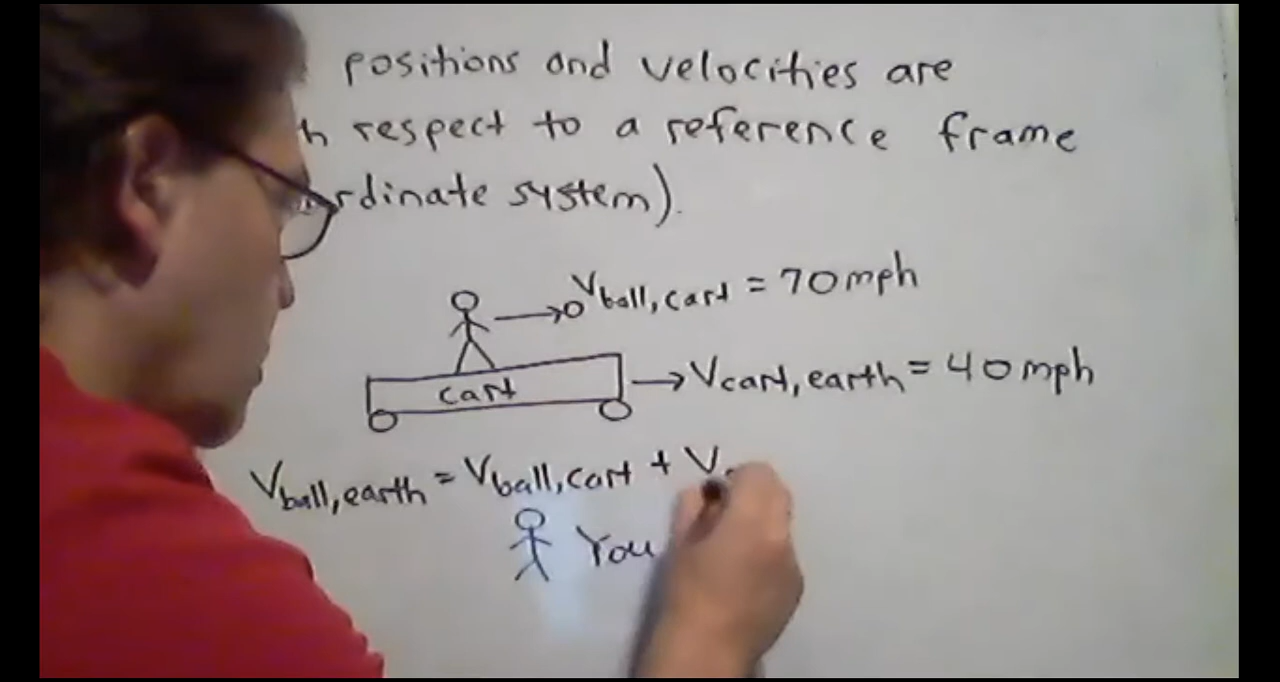 positions and velocities are
h respect to a reference frame
rdinate system).
Vball,cart = 70mph
cart
Vcart,earth = 40mph
Vball,earth = Vball,cart + V
You